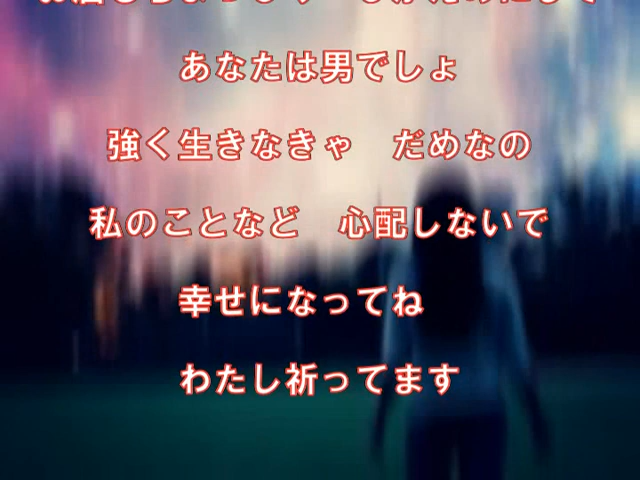 あなたは男でしょ
強く生きなきゃ　だめなの
私のことなど　心配しないで
幸せになってね
わたし祈ってます